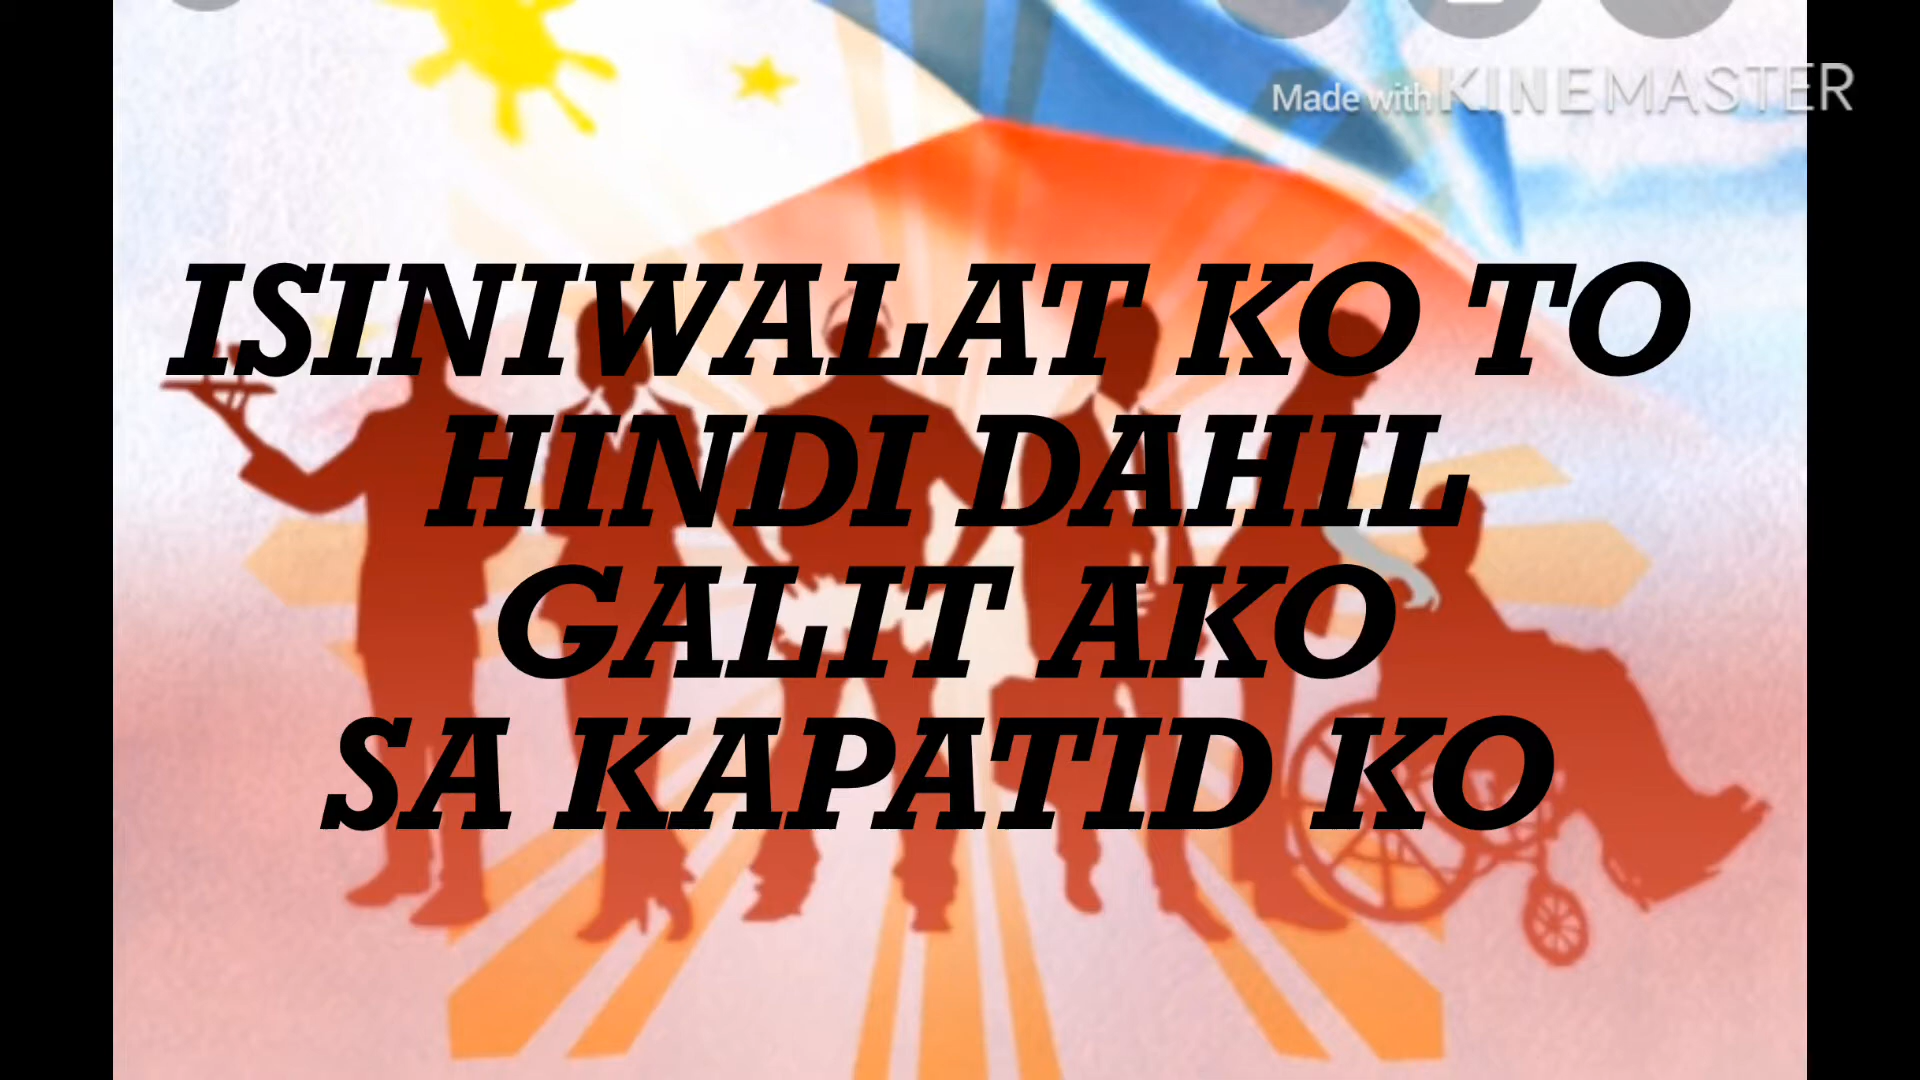 Made with KINEMASTER
ISINIWALAT KO TO
HINDI DAHIL
GALIT AKO
SA KAPATID KO